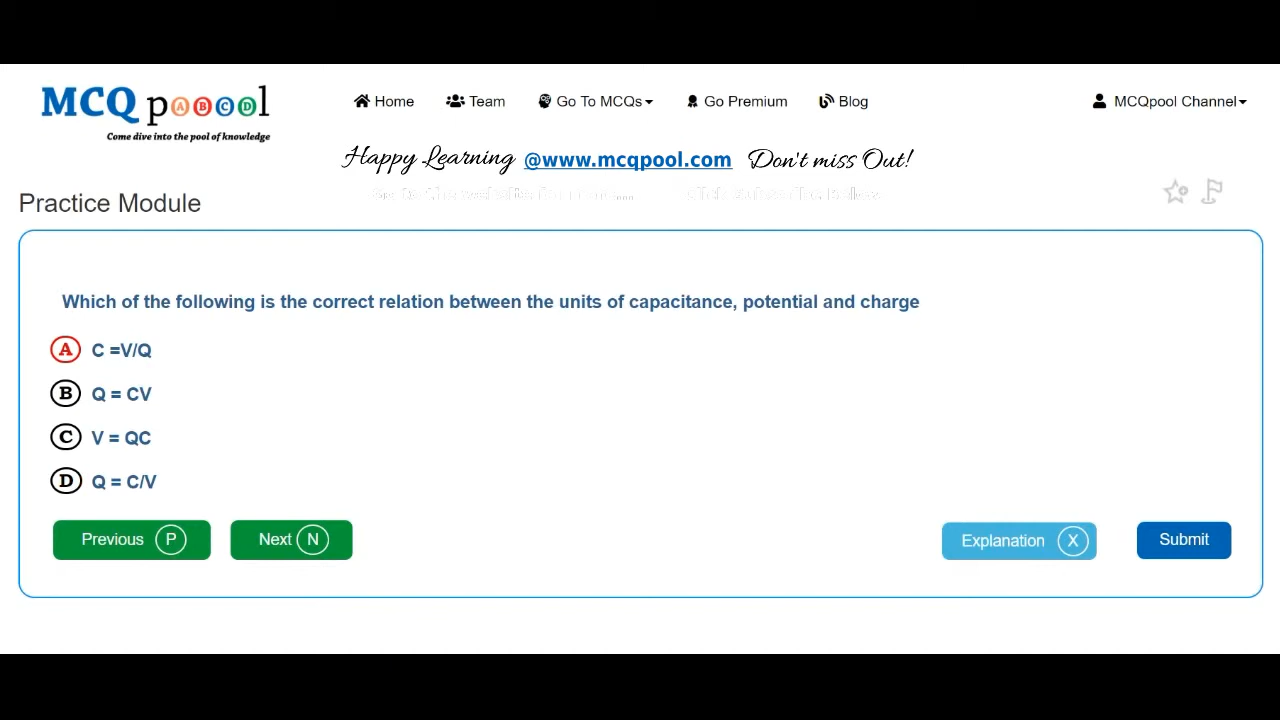 MCQ pooool
Come dive into the pool of knowledge
Home Team Go To MCQs Go Premium Blog MCQpool Channel
Happy Learning @www.mcqpool.com Don't miss Out!
Practice Module
Which of the following is the correct relation between the units of capacitance, potential and charge
A C =V/Q
B Q = CV
C V = QC
D Q = C/V
Previous P Next N Explanation X Submit